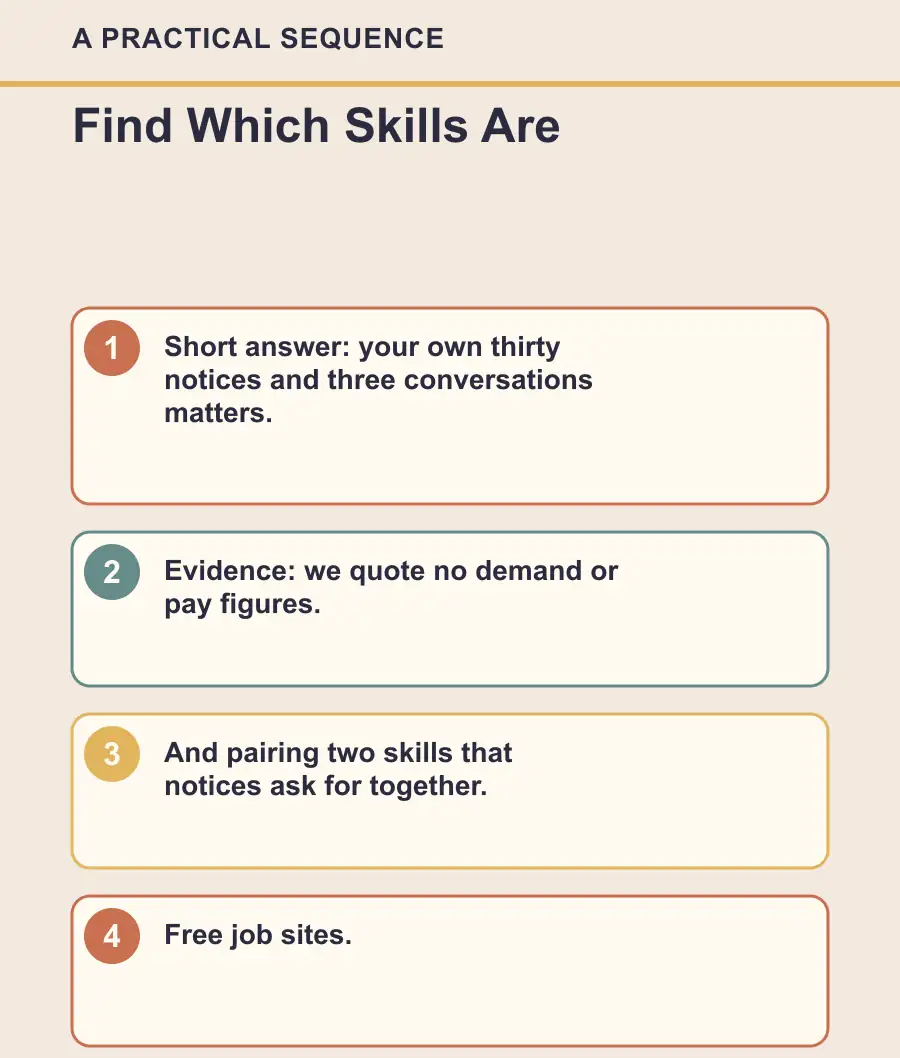 A PRACTICAL SEQUENCE
Find Which Skills Are
1
Short answer: your own thirty
notices and three conversations
matters.
2
Evidence: we quote no demand or
pay figures.
3
And pairing two skills that
notices ask for together.
4
Free job sites.